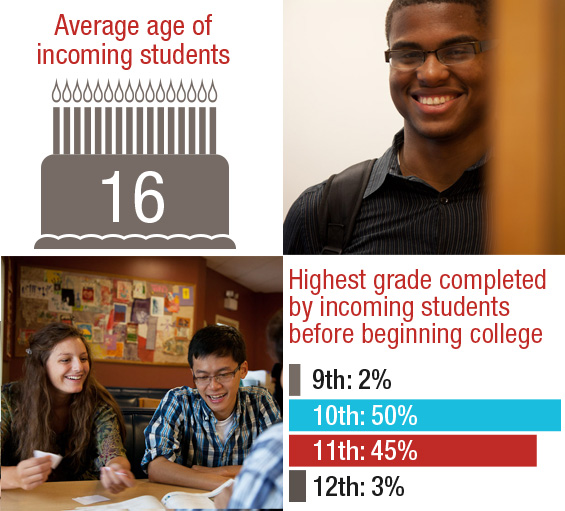 Average age of
incoming students
16
Highest grade completed
by incoming students
before beginning college
9th: 2%
10th: 50%
11th: 45%
12th: 3%